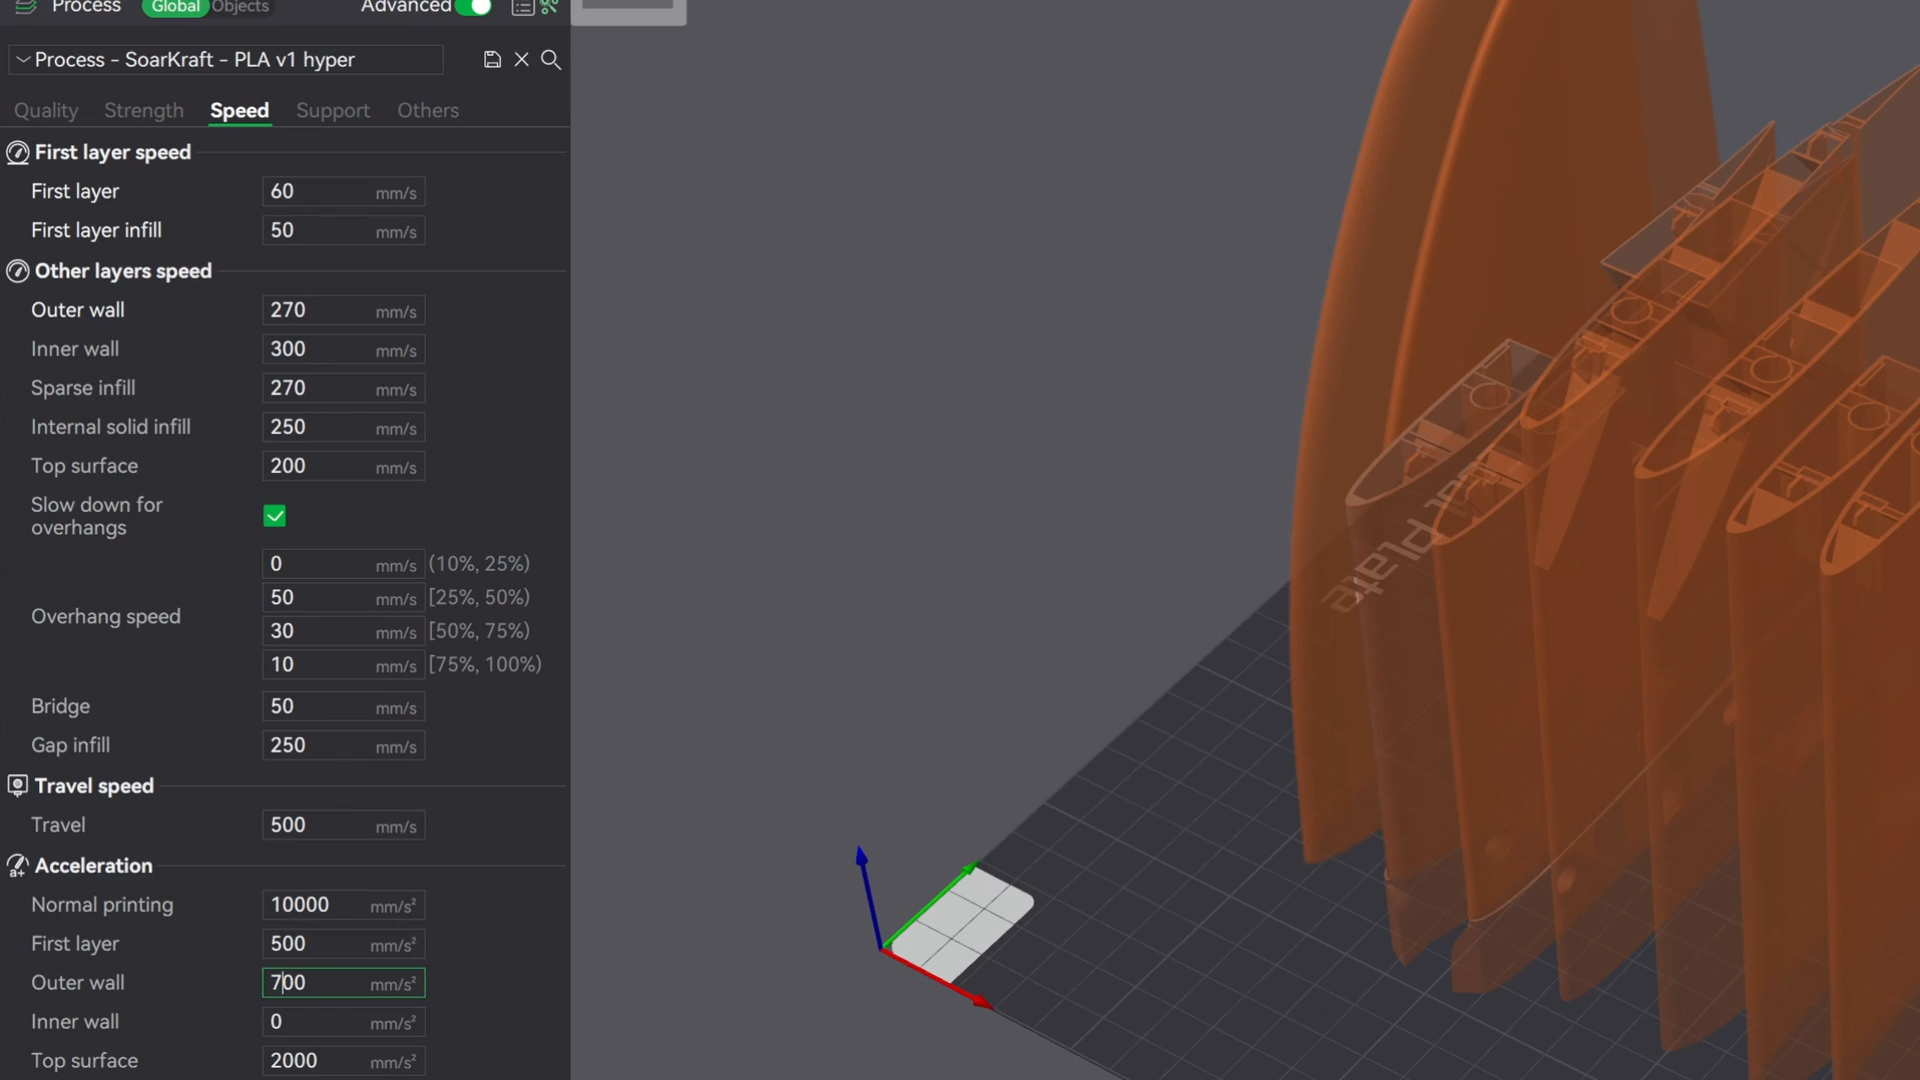 Process Global Objects Advanced
Process - SoarKraft - PLA v1 hyper
Quality Strength Speed Support Others
First layer speed
First layer 60 mm/s
First layer infill 50 mm/s
Other layers speed
Outer wall 270 mm/s
Inner wall 300 mm/s
Sparse infill 270 mm/s
Internal solid infill 250 mm/s
Top surface 200 mm/s
Slow down for
overhangs
0 mm/s (10%, 25%)
50 mm/s [25%, 50%)
Overhang speed
30 mm/s [50%, 75%)
10 mm/s [75%, 100%)
Bridge 50 mm/s
Gap infill 250 mm/s
Travel speed
Travel 500 mm/s
Acceleration
Normal printing 10000 mm/s²
First layer 500 mm/s²
Outer wall 700 mm/s²
Inner wall 0 mm/s²
Top surface 2000 mm/s²
Plate